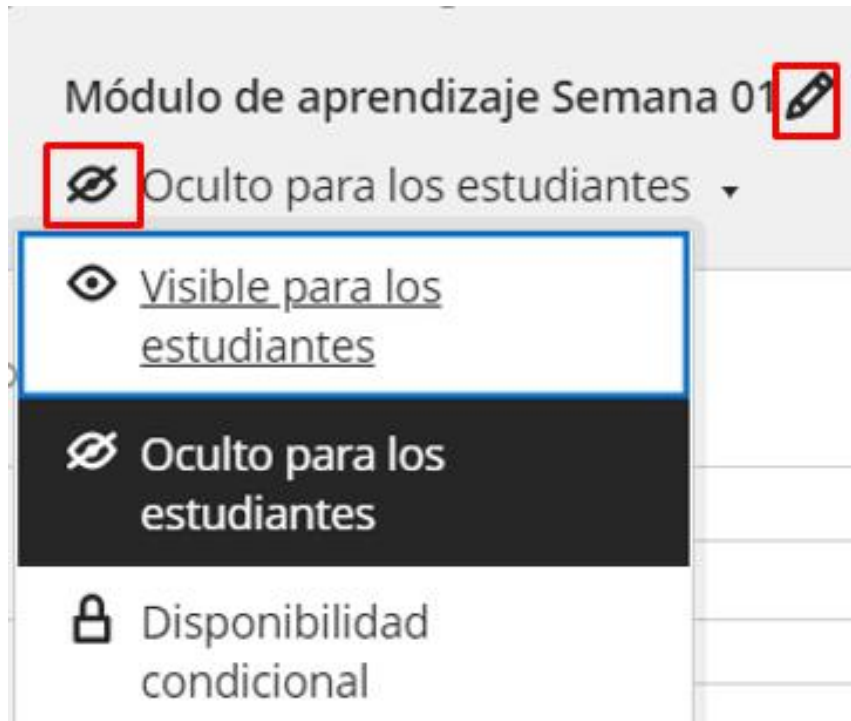 Módulo de aprendizaje Semana 01
Oculto para los estudiantes
Visible para los
estudiantes
Oculto para los
estudiantes
Disponibilidad
condicional